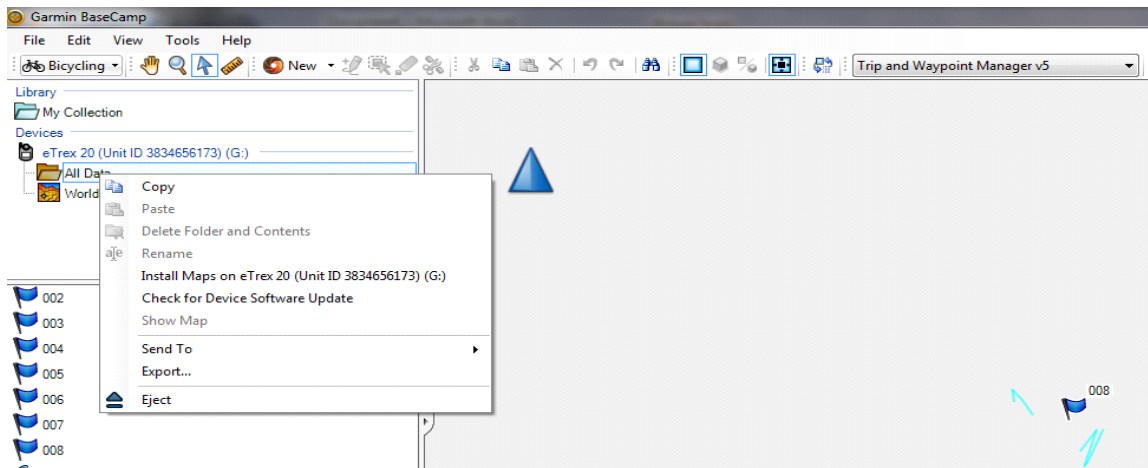 Garmin BaseCamp
File Edit View Tools Help
Bicycling New Trip and Waypoint Manager v5
Library
My Collection
Devices
eTrex 20 (Unit ID 3834656173) (G:)
All Data
World
Copy
Paste
Delete Folder and Contents
Rename
Install Maps on eTrex 20 (Unit ID 3834656173) (G:)
Check for Device Software Update
Show Map
Send To
Export...
Eject
002
003
004
005
006
007
008
008